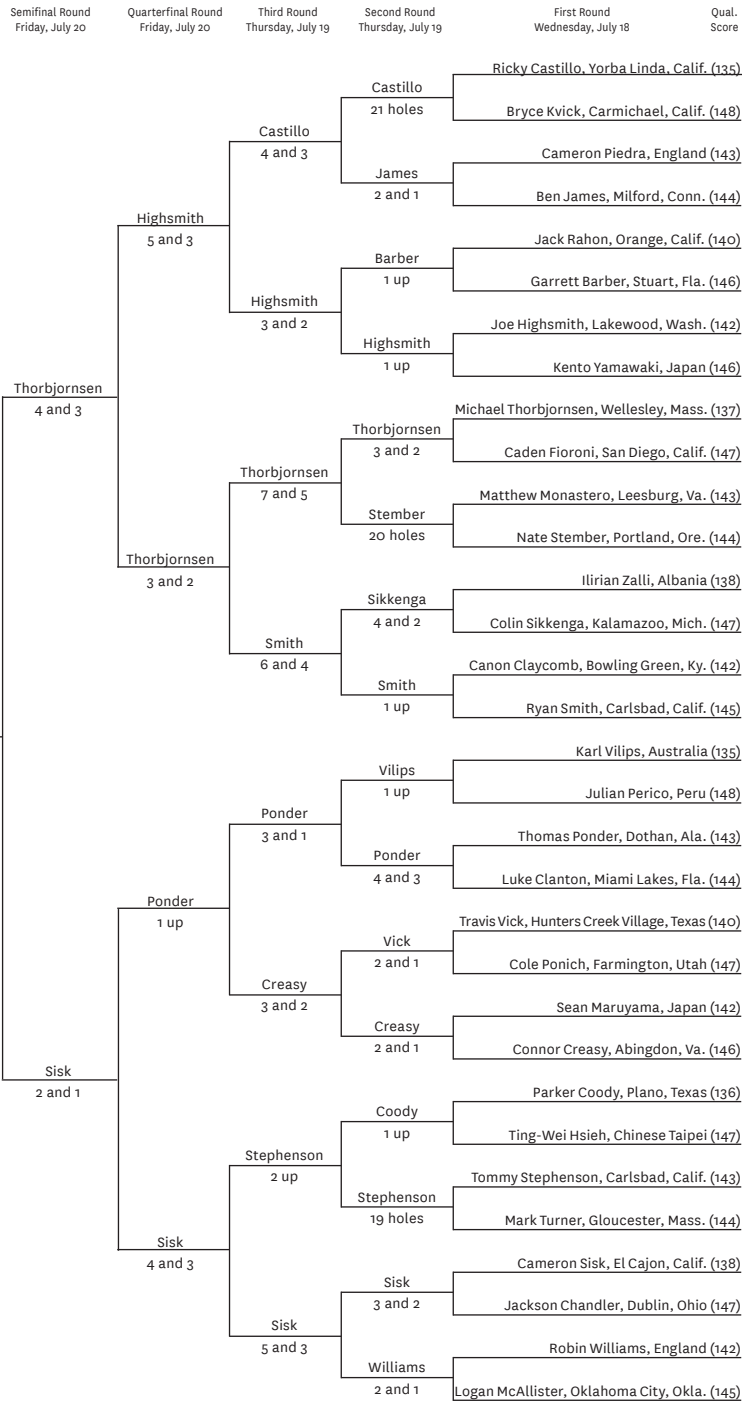 Semifinal Round
Friday, July 20
Quarterfinal Round
Friday, July 20
Third Round
Thursday, July 19
Second Round
Thursday, July 19
First Round
Wednesday, July 18
Qual.
Score
Ricky Castillo, Yorba Linda, Calif. (135)
Castillo
21 holes
Bryce Kvick, Carmichael, Calif. (148)
Castillo
4 and 3
Cameron Piedra, England (143)
James
2 and 1
Ben James, Milford, Conn. (144)
Highsmith
5 and 3
Jack Rahon, Orange, Calif. (140)
Barber
1 up
Garrett Barber, Stuart, Fla. (146)
Highsmith
3 and 2
Joe Highsmith, Lakewood, Wash. (142)
Highsmith
1 up
Kento Yamawaki, Japan (146)
Thorbjornsen
4 and 3
Michael Thorbjornsen, Wellesley, Mass. (137)
Thorbjornsen
3 and 2
Caden Fioroni, San Diego, Calif. (147)
Thorbjornsen
7 and 5
Matthew Monastero, Leesburg, Va. (143)
Stember
20 holes
Nate Stember, Portland, Ore. (144)
Thorbjornsen
3 and 2
Ilirian Zalli, Albania (138)
Sikkenga
4 and 2
Colin Sikkenga, Kalamazoo, Mich. (147)
Smith
6 and 4
Canon Claycomb, Bowling Green, Ky. (142)
Smith
1 up
Ryan Smith, Carlsbad, Calif. (145)
Karl Vilips, Australia (135)
Vilips
1 up
Julian Perico, Peru (148)
Ponder
3 and 1
Thomas Ponder, Dothan, Ala. (143)
Ponder
4 and 3
Luke Clanton, Miami Lakes, Fla. (144)
Ponder
1 up
Travis Vick, Hunters Creek Village, Texas (140)
Vick
2 and 1
Cole Ponich, Farmington, Utah (147)
Creasy
3 and 2
Sean Maruyama, Japan (142)
Creasy
2 and 1
Connor Creasy, Abingdon, Va. (146)
Sisk
2 and 1
Parker Coody, Plano, Texas (136)
Coody
1 up
Ting-Wei Hsieh, Chinese Taipei (147)
Stephenson
2 up
Tommy Stephenson, Carlsbad, Calif. (143)
Stephenson
19 holes
Mark Turner, Gloucester, Mass. (144)
Sisk
4 and 3
Cameron Sisk, El Cajon, Calif. (138)
Sisk
3 and 2
Jackson Chandler, Dublin, Ohio (147)
Sisk
5 and 3
Robin Williams, England (142)
Williams
2 and 1
Logan McAllister, Oklahoma City, Okla. (145)